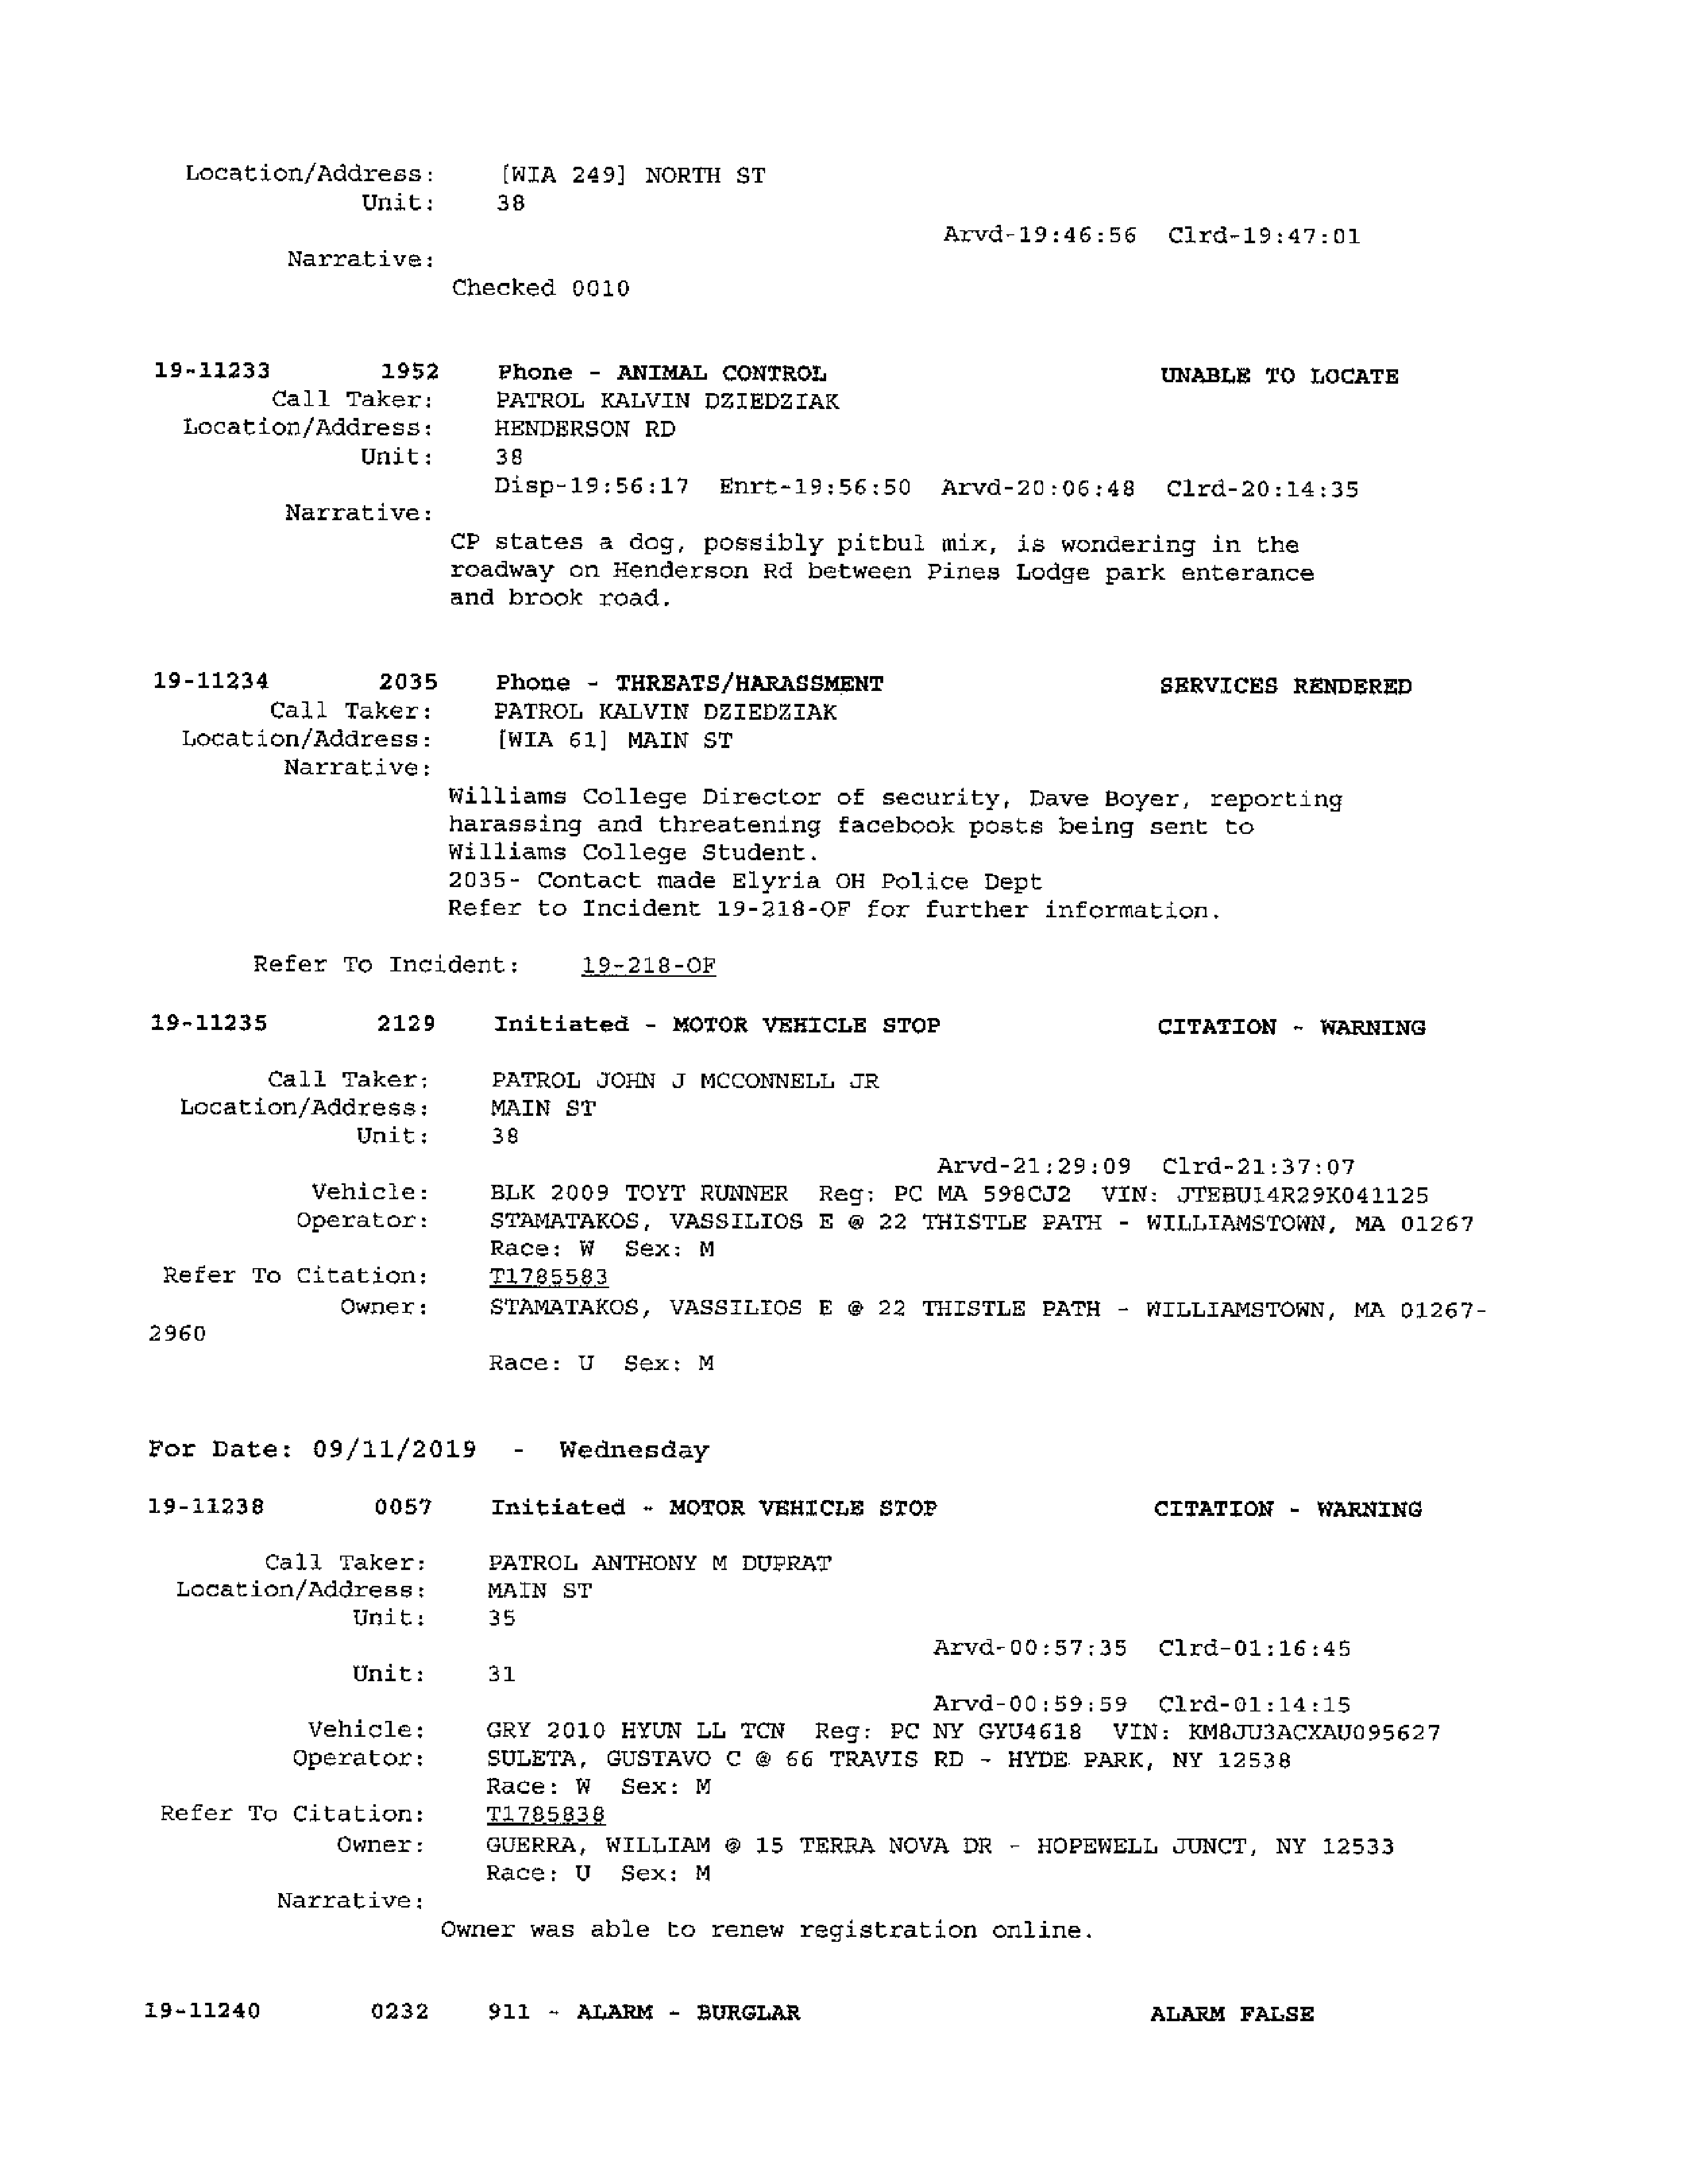 Location/Address: [WIA 249] NORTH ST
Unit: 38
Arvd-19:46:56 Clrd-19:47:01
Narrative:
Checked 0010
19-11233 1952 Phone - ANIMAL CONTROL UNABLE TO LOCATE
Call Taker: PATROL KALVIN DZIEDZIAK
Location/Address: HENDERSON RD
Unit: 38
Disp-19:56:17 Enrt-19:56:50 Arvd-20:06:48 Clrd-20:14:35
Narrative:
CP states a dog, possibly pitbul mix, is wondering in the
roadway on Henderson Rd between Pines Lodge park enterance
and brook road.
19-11234 2035 Phone - THREATS/HARASSMENT SERVICES RENDERED
Call Taker: PATROL KALVIN DZIEDZIAK
Location/Address: [WIA 61] MAIN ST
Narrative:
Williams College Director of security, Dave Boyer, reporting
harassing and threatening facebook posts being sent to
Williams College Student.
2035- Contact made Elyria OH Police Dept
Refer to Incident 19-218-OF for further information.
Refer To Incident: 19-218-OF
19-11235 2129 Initiated - MOTOR VEHICLE STOP CITATION - WARNING
Call Taker: PATROL JOHN J MCCONNELL JR
Location/Address: MAIN ST
Unit: 38
Arvd-21:29:09 Clrd-21:37:07
Vehicle: BLK 2009 TOYT RUNNER Reg: PC MA 598CJ2 VIN: JTEBU14R29K041125
Operator: STAMATAKOS, VASSILIOS E @ 22 THISTLE PATH - WILLIAMSTOWN, MA 01267
Race: W Sex: M
Refer To Citation: T1785583
Owner: STAMATAKOS, VASSILIOS E @ 22 THISTLE PATH - WILLIAMSTOWN, MA 01267-
2960
Race: U Sex: M
For Date: 09/11/2019 - Wednesday
19-11238 0057 Initiated - MOTOR VEHICLE STOP CITATION - WARNING
Call Taker: PATROL ANTHONY M DUPRAT
Location/Address: MAIN ST
Unit: 35
Arvd-00:57:35 Clrd-01:16:45
Unit: 31
Arvd-00:59:59 Clrd-01:14:15
Vehicle: GRY 2010 HYUN LL TCN Reg: PC NY GYU4618 VIN: KM8JU3ACXAU095627
Operator: SULETA, GUSTAVO C @ 66 TRAVIS RD - HYDE PARK, NY 12538
Race: W Sex: M
Refer To Citation: T1785838
Owner: GUERRA, WILLIAM @ 15 TERRA NOVA DR - HOPEWELL JUNCT, NY 12533
Race: U Sex: M
Narrative:
Owner was able to renew registration online.
19-11240 0232 911 - ALARM - BURGLAR ALARM FALSE